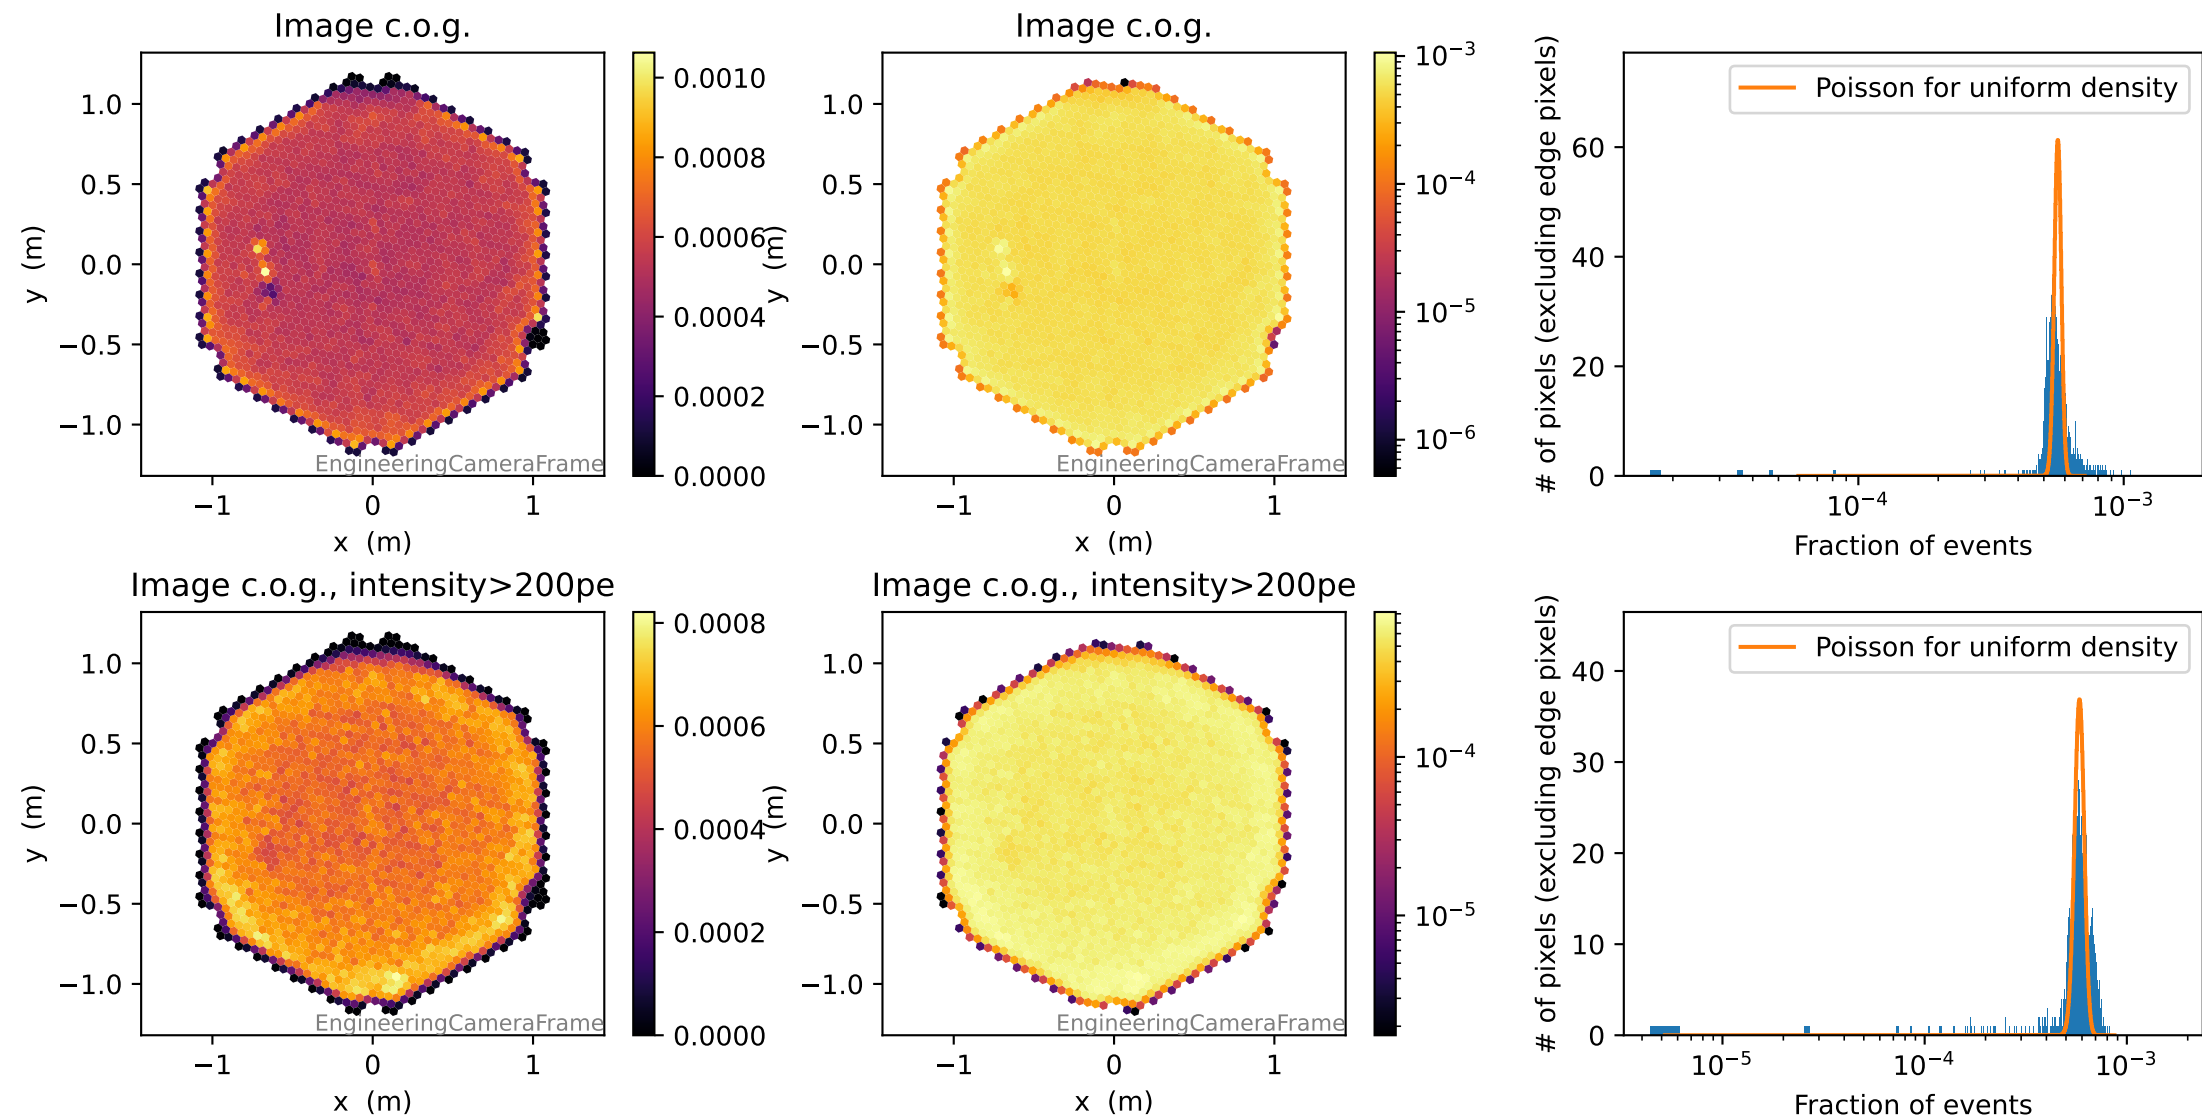 Image c.o.g.
1.0
0.5
0.0
−0.5
−1.0
y (m)
−1 0 1
x (m)
EngineeringCameraFrame
0.0010
0.0008
0.0006
0.0004
0.0002
0.0000
Image c.o.g.
1.0
0.5
0.0
−0.5
−1.0
y (m)
−1 0 1
x (m)
EngineeringCameraFrame
10⁻³
10⁻⁴
10⁻⁵
10⁻⁶
Poisson for uniform density
60
40
20
0
# of pixels (excluding edge pixels)
10⁻⁴ 10⁻³
Fraction of events
Image c.o.g., intensity>200pe
1.0
0.5
0.0
−0.5
−1.0
y (m)
−1 0 1
x (m)
EngineeringCameraFrame
0.0008
0.0006
0.0004
0.0002
0.0000
Image c.o.g., intensity>200pe
1.0
0.5
0.0
−0.5
−1.0
y (m)
−1 0 1
x (m)
EngineeringCameraFrame
10⁻⁴
10⁻⁵
Poisson for uniform density
40
30
20
10
0
# of pixels (excluding edge pixels)
10⁻⁵ 10⁻⁴ 10⁻³
Fraction of events